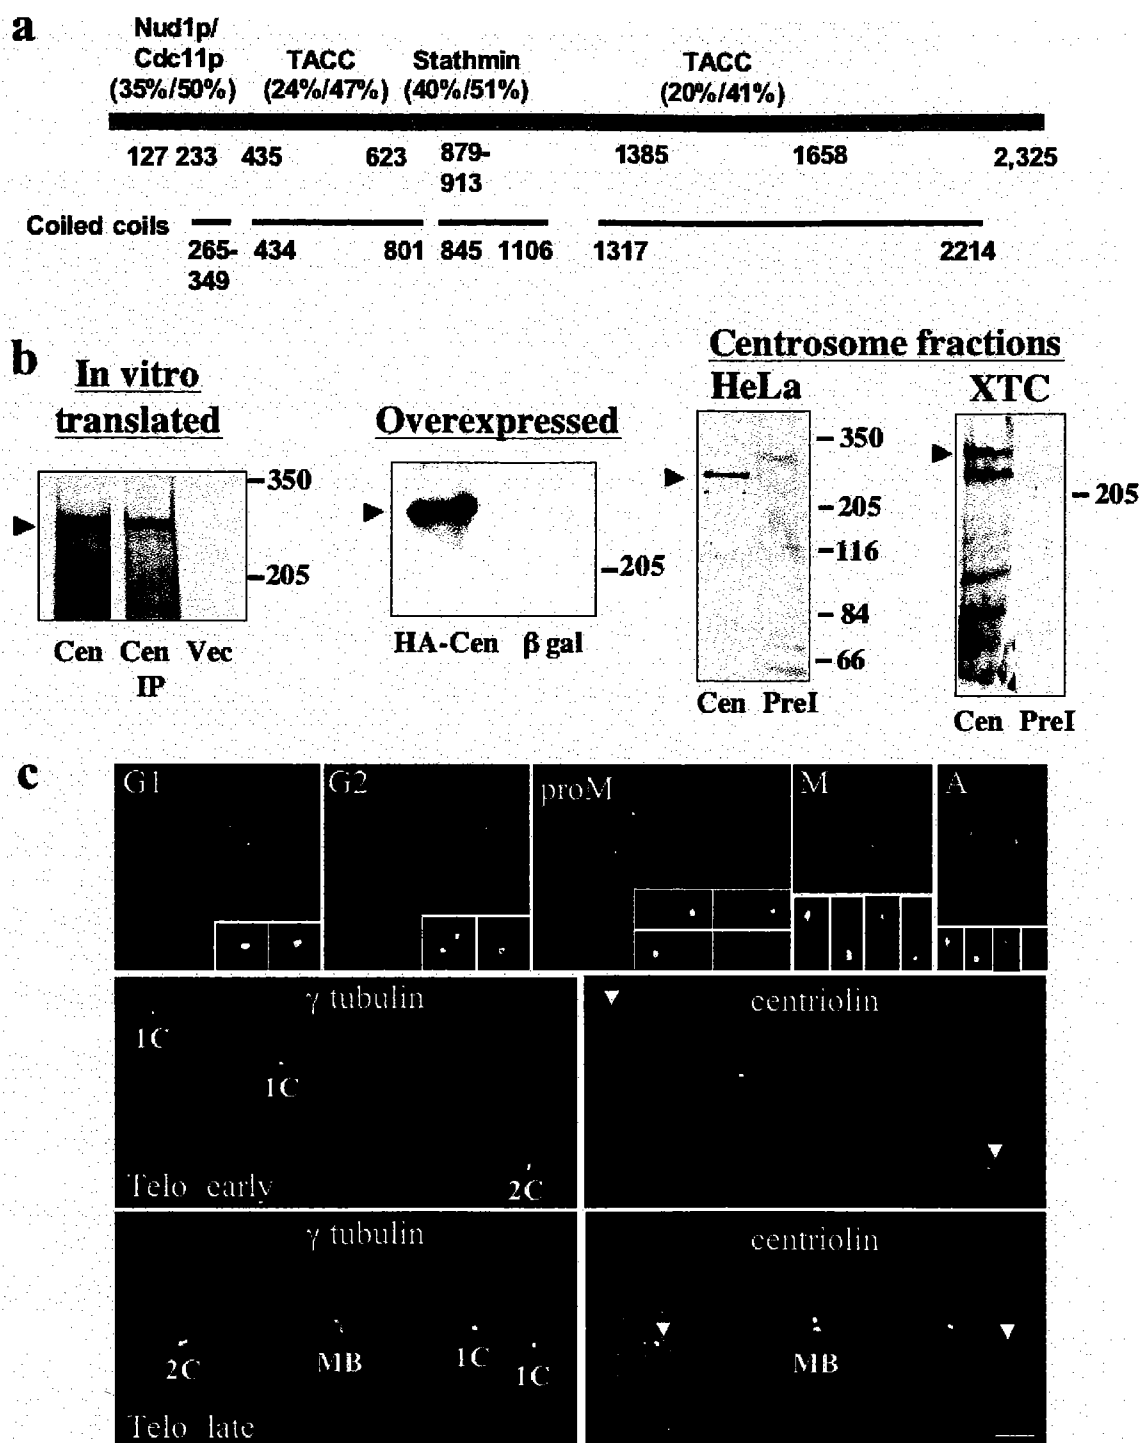 a
Nud1p/
Cdc11p
(35%/50%)
TACC
(24%/47%)
Stathmin
(40%/51%)
TACC
(20%/41%)
127 233 435 623 879-
913
1385 1658 2,325
Coiled coils
265-
349
434 801 845 1106 1317 2214
b
In vitro
translated
-350
-205
Cen Cen Vec
IP
Overexpressed
-205
HA-Cen β gal
Centrosome fractions
HeLa
-350
-205
-116
-84
-66
Cen PreI
XTC
-205
Cen PreI
c
G1
G2
proM
M
A
γ tubulin
1C
1C
2C
Telo early
centriolin
γ tubulin
2C
MB
1C
1C
Telo late
centriolin
MB